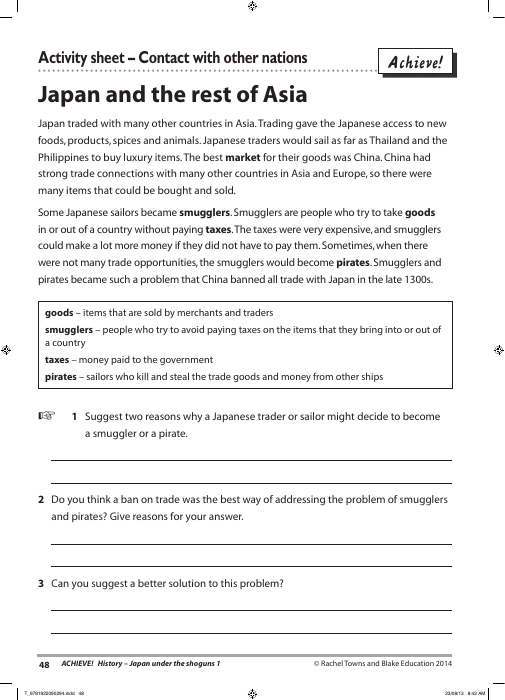 Activity sheet – Contact with other nations
Achieve!
Japan and the rest of Asia
Japan traded with many other countries in Asia. Trading gave the Japanese access to new
foods, products, spices and animals. Japanese traders would sail as far as Thailand and the
Philippines to buy luxury items. The best market for their goods was China. China had
strong trade connections with many other countries in Asia and Europe, so there were
many items that could be bought and sold.
Some Japanese sailors became smugglers. Smugglers are people who try to take goods
in or out of a country without paying taxes. The taxes were very expensive, and smugglers
could make a lot more money if they did not have to pay them. Sometimes, when there
were not many trade opportunities, the smugglers would become pirates. Smugglers and
pirates became such a problem that China banned all trade with Japan in the late 1300s.
goods – items that are sold by merchants and traders
smugglers – people who try to avoid paying taxes on the items that they bring into or out of
a country
taxes – money paid to the government
pirates – sailors who kill and steal the trade goods and money from other ships
1 Suggest two reasons why a Japanese trader or sailor might decide to become
a smuggler or a pirate.
2 Do you think a ban on trade was the best way of addressing the problem of smugglers
and pirates? Give reasons for your answer.
3 Can you suggest a better solution to this problem?
48 ACHIEVE! History – Japan under the shoguns 1 © Rachel Towns and Blake Education 2014
T_9781922090294.indd 48 23/08/13 8:42 AM